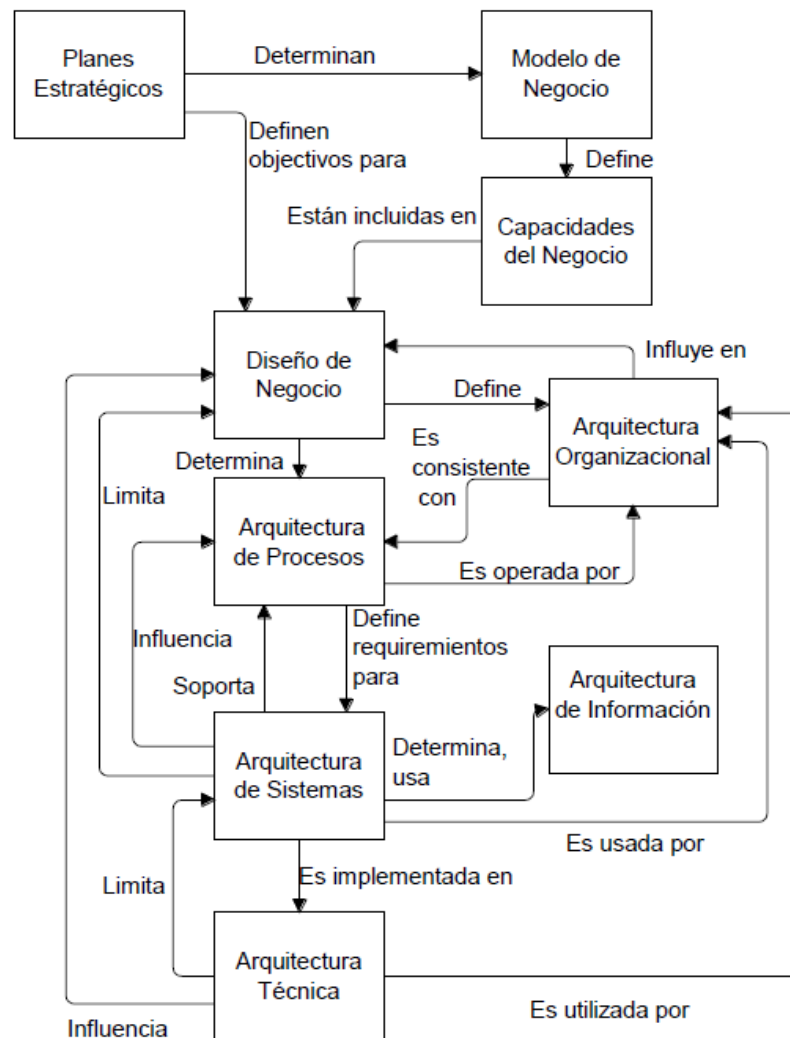 Planes
Estratégicos
Determinan
Modelo de
Negocio
Definen
objectivos para
Define
Están incluidas en
Capacidades
del Negocio
Diseño de
Negocio
Influye en
Define
Arquitectura
Organizacional
Es
consistente
con
Determina
Limita
Arquitectura
de Procesos
Es operada por
Influencia
Define
requiremientos
para
Soporta
Arquitectura
de Información
Arquitectura
de Sistemas
Determina,
usa
Es usada por
Limita
Es implementada en
Arquitectura
Técnica
Es utilizada por
Influencia